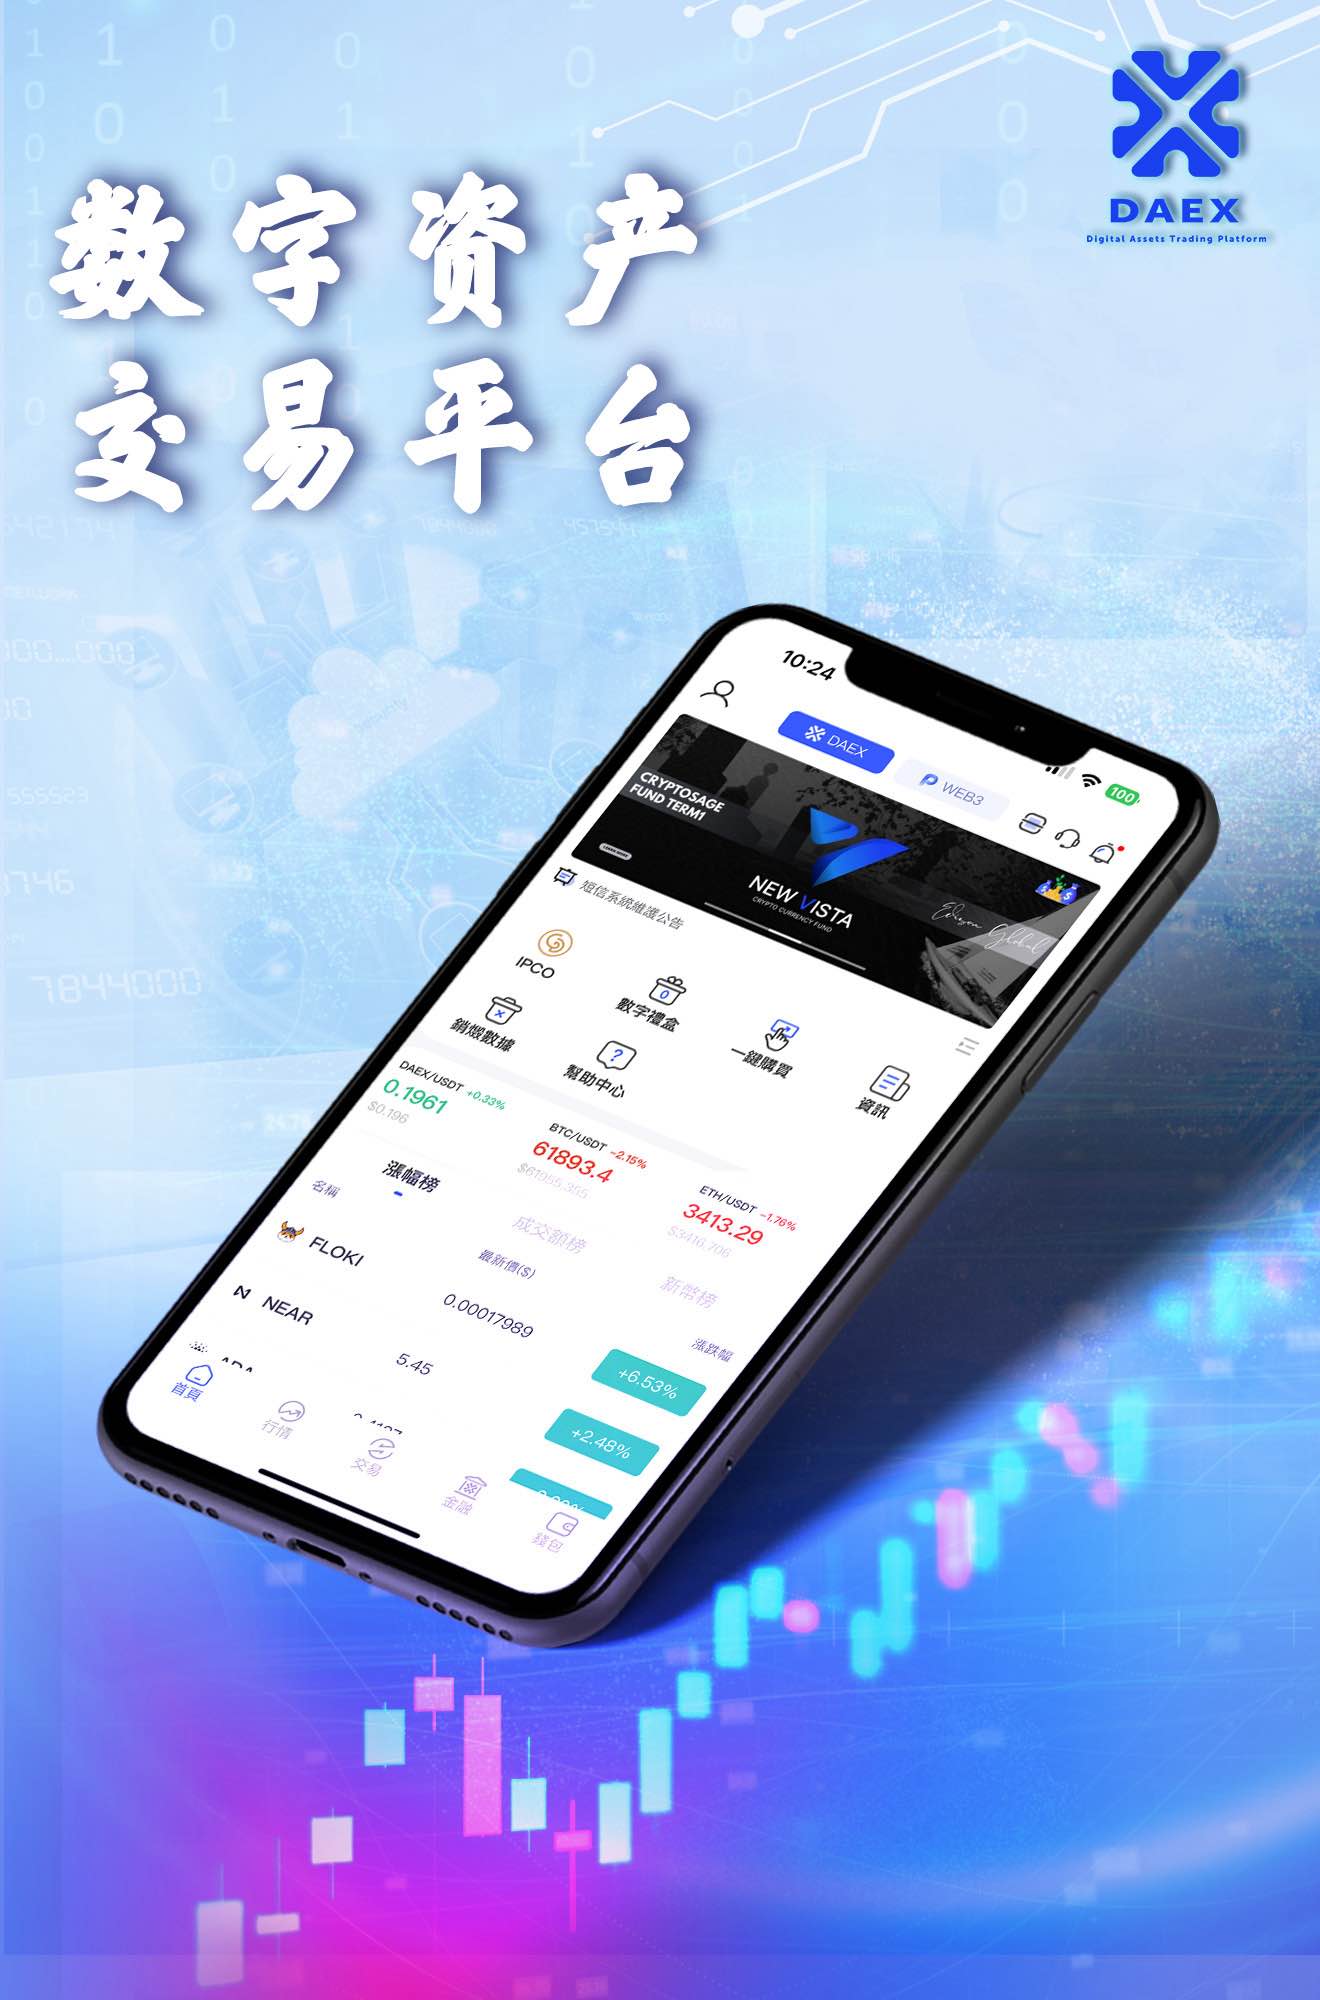 DAEX
Digital Assets Trading Platform
数字资产
交易平台
10:24
100
DAEX
WEB3
CRYPTOSAGE
FUND TERM1
LEARN MORE
NEW VISTA
CRYPTO CURRENCY FUND
Edison Global
短信系統維護公告
IPCO
數字禮盒
一鍵購買
資訊
銷燬數據
幫助中心
DAEX/USDT +0.33%
0.1961
$0.196
BTC/USDT -2.15%
61893.4
$61955.355
ETH/USDT -1.76%
3413.29
$3416.706
漲幅榜
成交額榜
新幣榜
名稱
最新價($)
漲跌幅
FLOKI
0.00017989
+6.53%
NEAR
5.45
+2.48%
ADA
首頁
行情
交易
金融
錢包
7844000